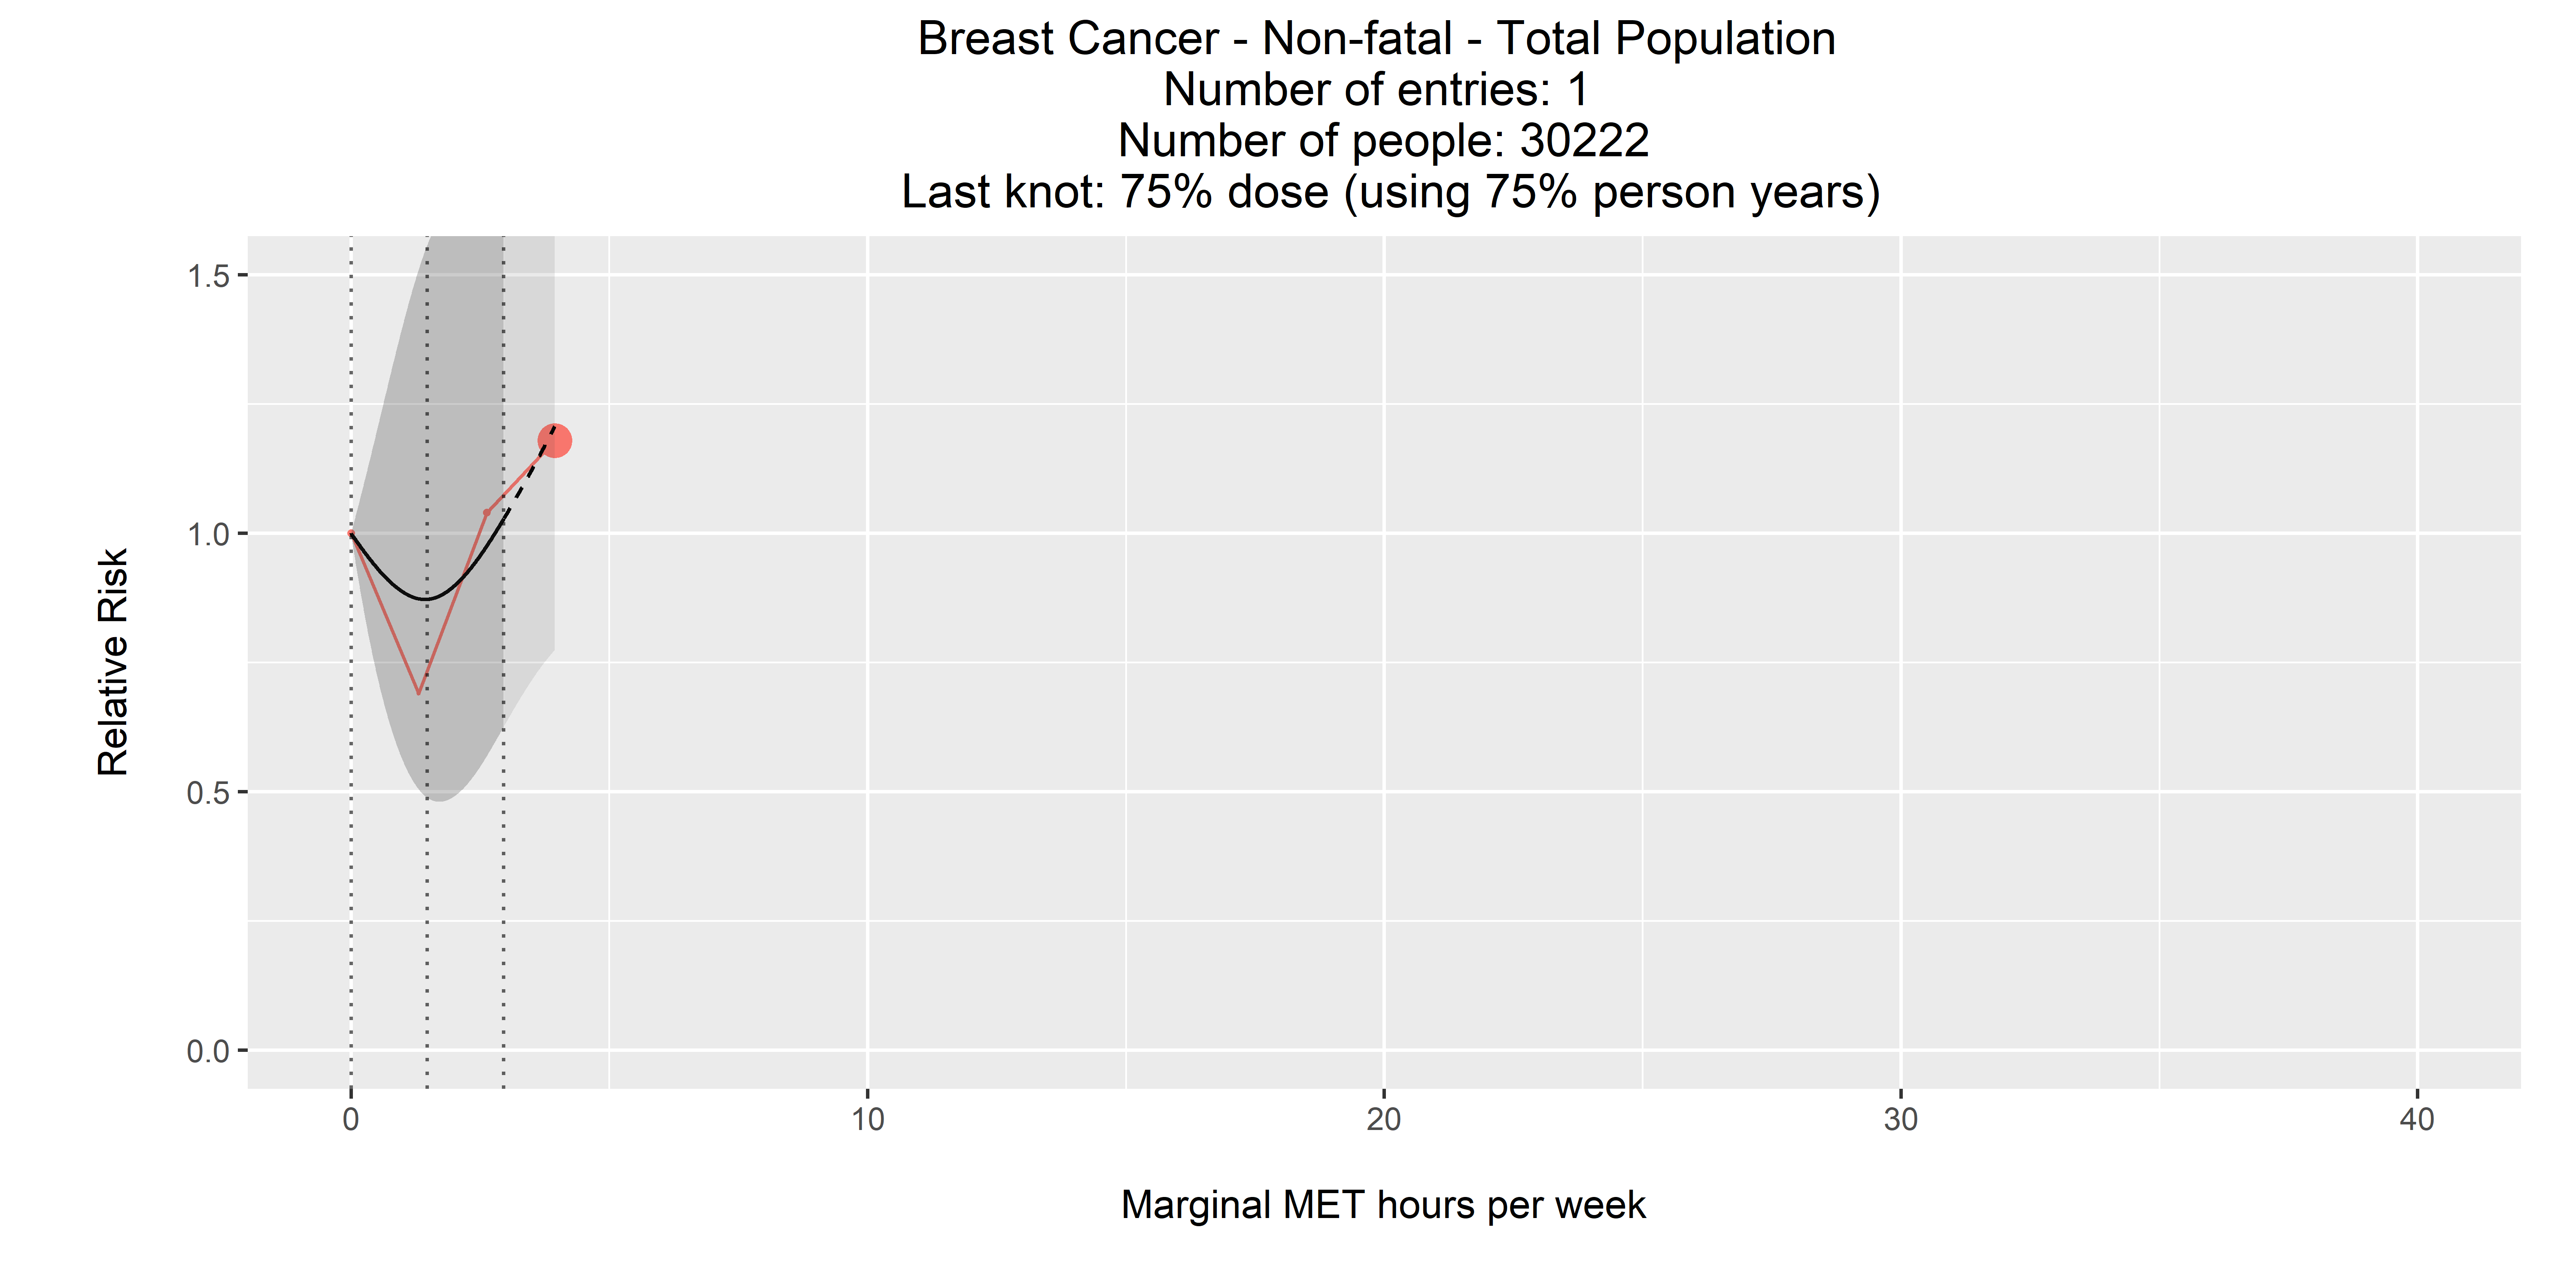 Breast Cancer - Non-fatal - Total Population
Number of entries: 1
Number of people: 30222
Last knot: 75% dose (using 75% person years)
1.5
1.0
0.5
0.0
Relative Risk
0 10 20 30 40
Marginal MET hours per week